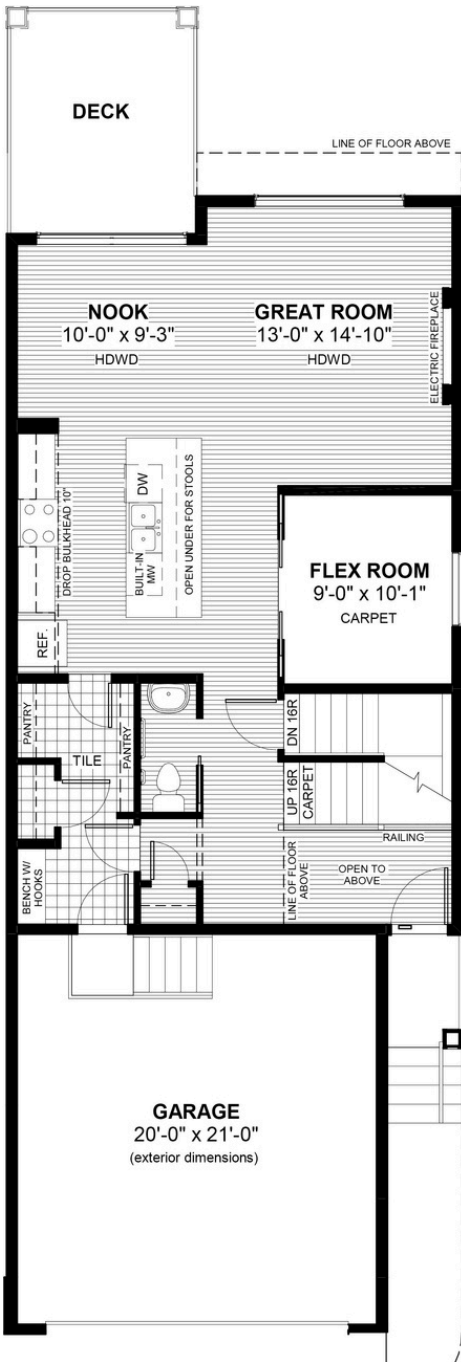 DECK
LINE OF FLOOR ABOVE
NOOK
10'-0" x 9'-3"
HDWD
GREAT ROOM
13'-0" x 14'-10"
HDWD
ELECTRIC FIREPLACE
DROP BULKHEAD 10"
DW
BUILT-IN
MW
OPEN UNDER FOR STOOLS
REF.
FLEX ROOM
9'-0" x 10'-1"
CARPET
PANTRY
TILE
PANTRY
DN 16R
UP 16R
CARPET
RAILING
BENCH W/
HOOKS
LINE OF FLOOR
ABOVE
OPEN TO
ABOVE
GARAGE
20'-0" x 21'-0"
(exterior dimensions)